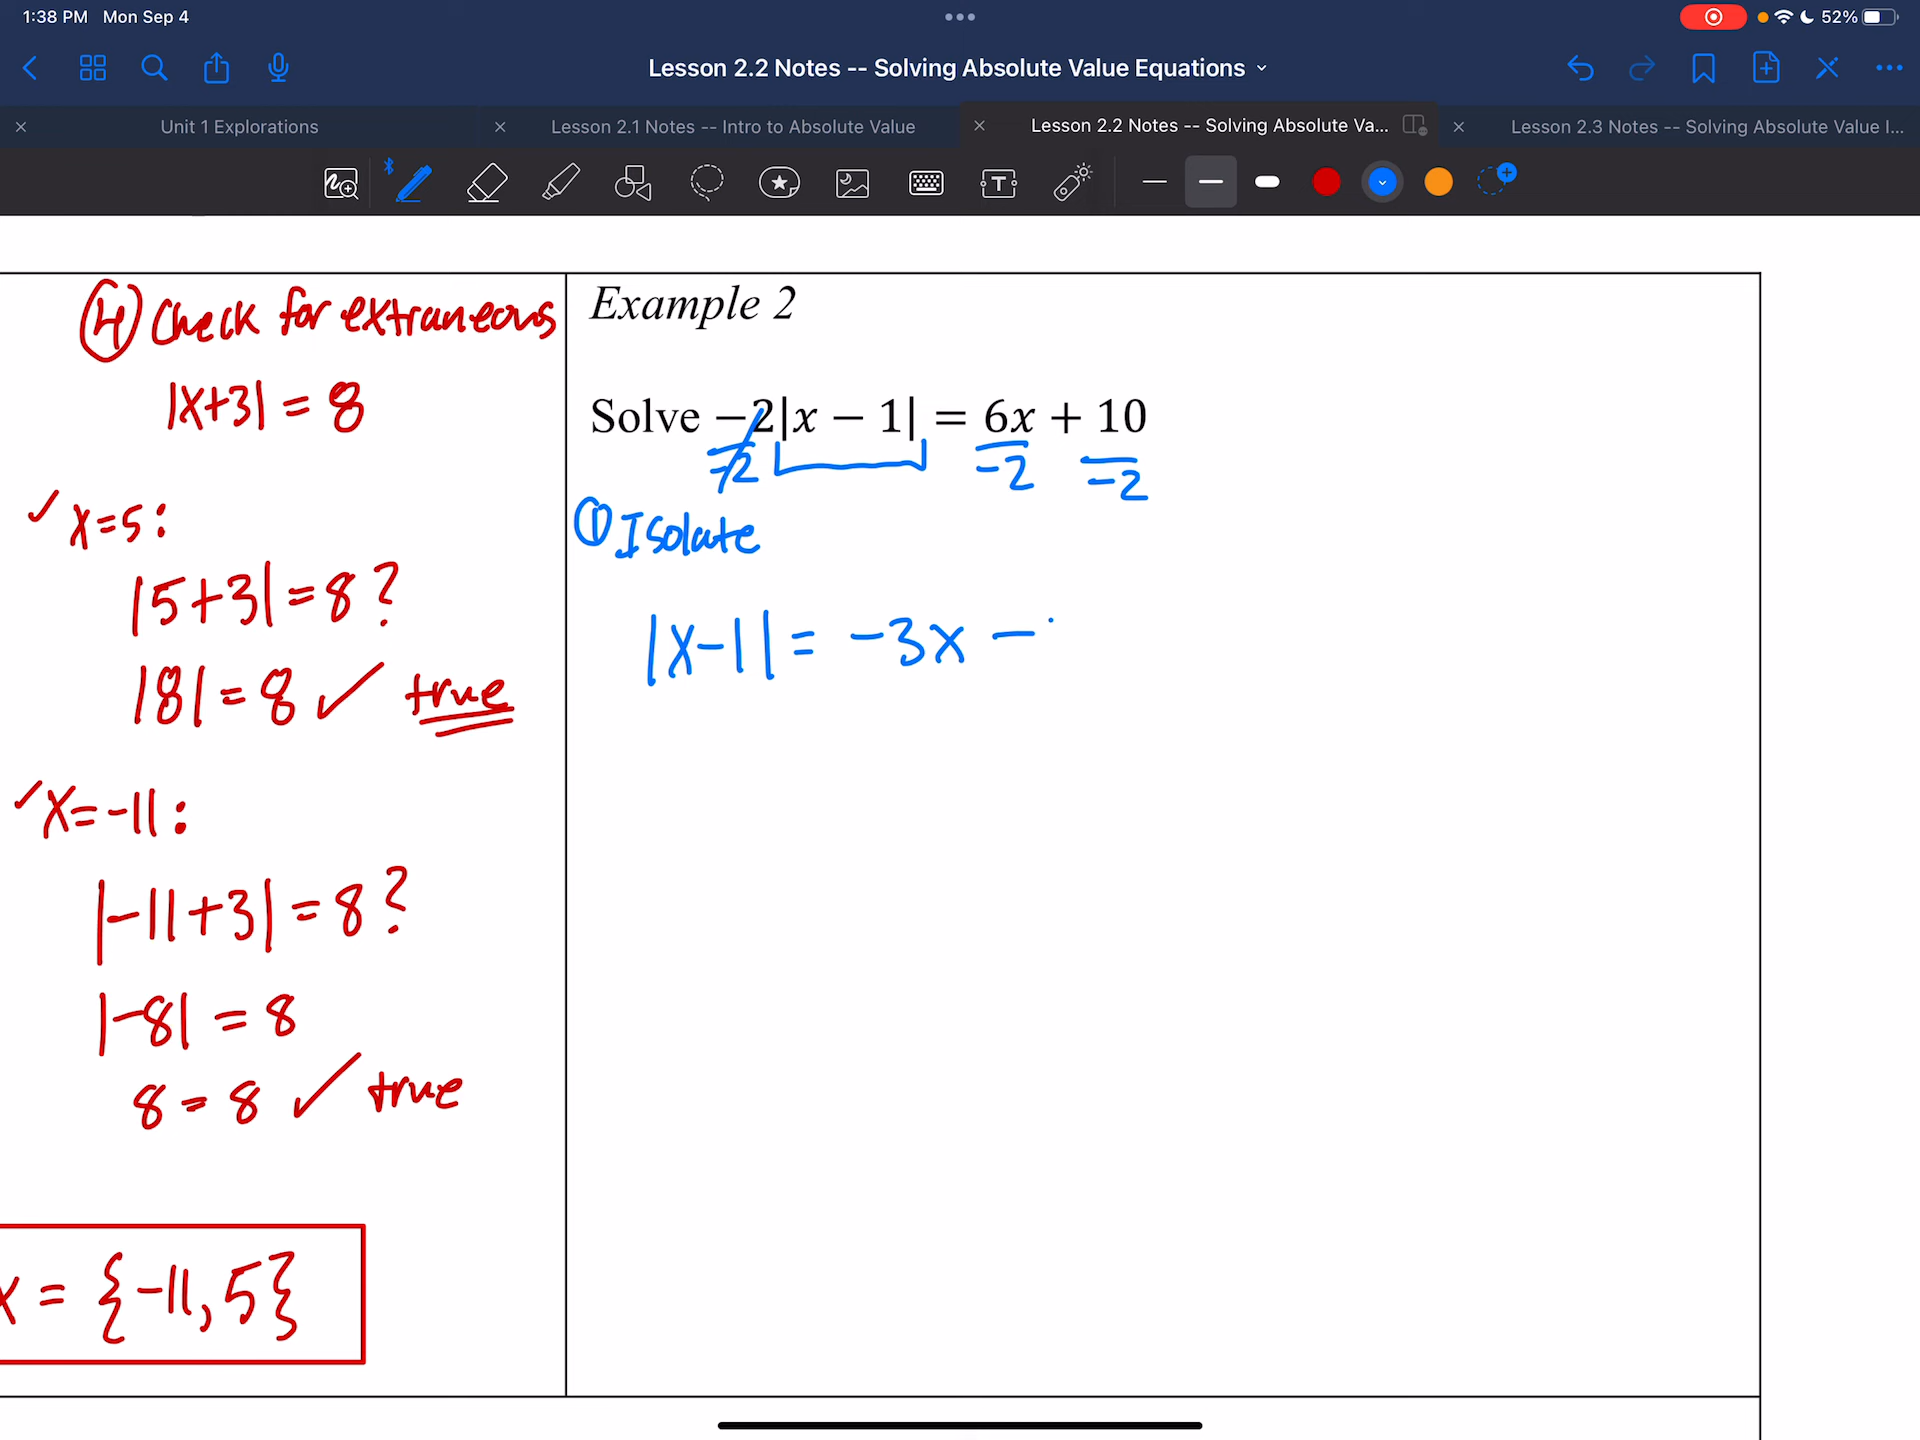 1:38 PM Mon Sep 4
52%
Lesson 2.2 Notes -- Solving Absolute Value Equations
Unit 1 Explorations
Lesson 2.1 Notes -- Intro to Absolute Value
Lesson 2.2 Notes -- Solving Absolute Va...
Lesson 2.3 Notes -- Solving Absolute Value I...
④ Check for extraneous
|x+3| = 8
✓ x=5:
|5+3| = 8?
|8| = 8 ✓ true
✓ x=-11:
|-11+3| = 8?
|-8| = 8
8 = 8 ✓ true
x = {-11, 5}
Example 2
Solve −2|x − 1| = 6x + 10
-2 -2 -2
① Isolate
|x-1| = -3x -